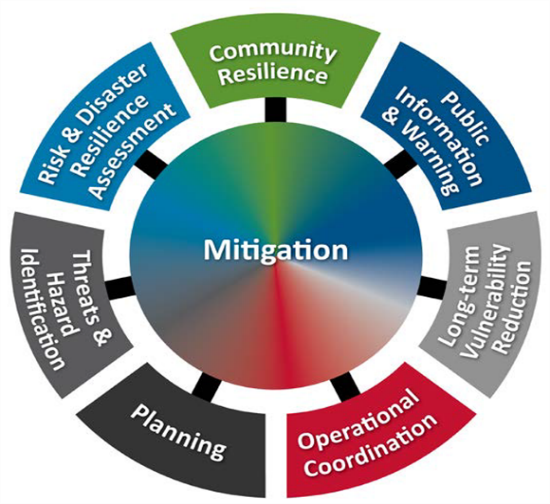 Community
Resilience
Public
Information
& Warning
Long-term
Vulnerability
Reduction
Operational
Coordination
Planning
Threats &
Hazard
Identification
Risk & Disaster
Resilience
Assessment
Mitigation